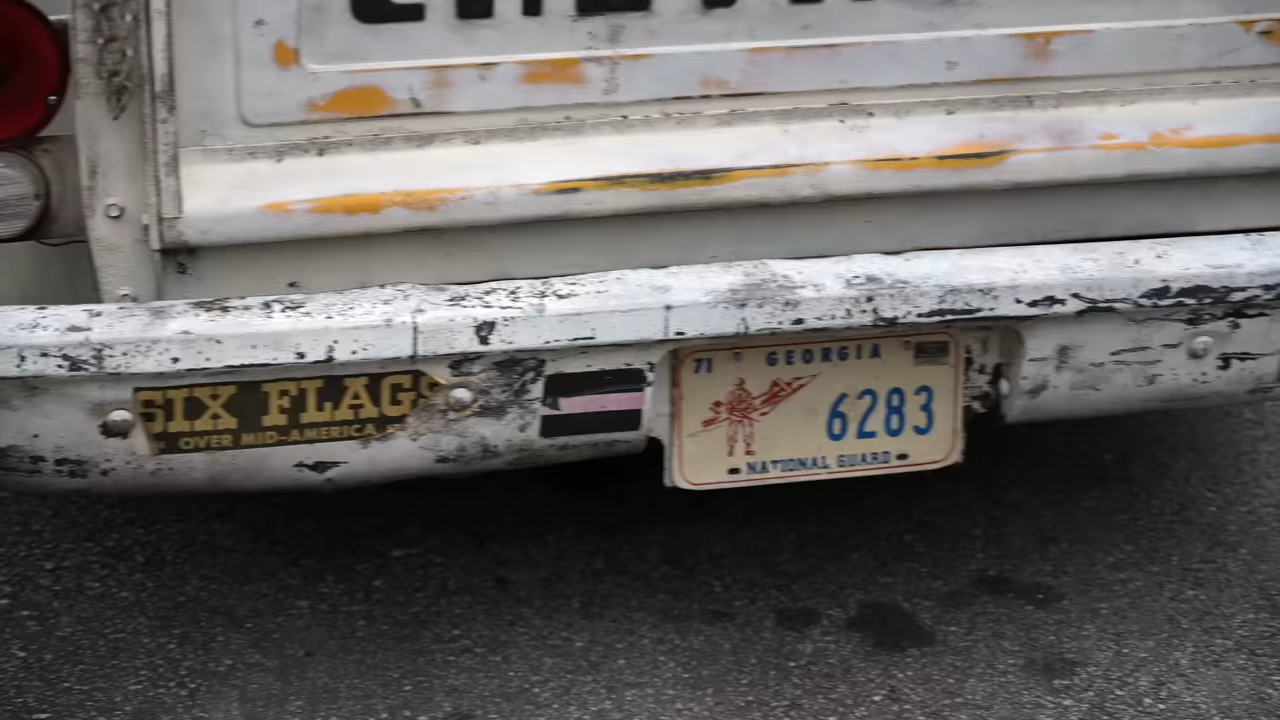 SIX FLAGS
OVER MID-AMERICA
71 GEORGIA
6283
NATIONAL GUARD